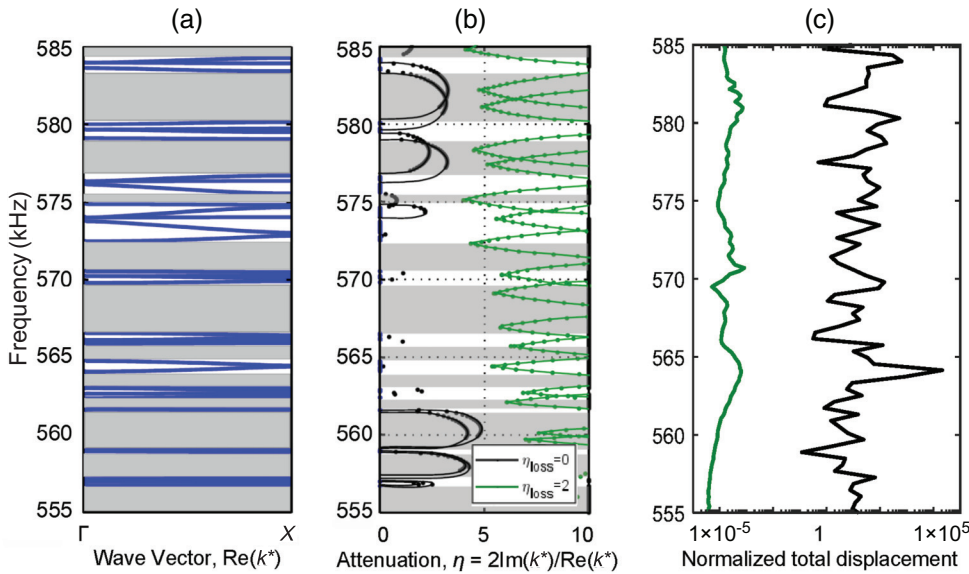 (a)
(b)
(c)
Frequency (kHz)
585
580
575
570
565
560
555
Γ
X
Wave Vector, Re(k*)
585
580
575
570
565
560
555
0
5
10
η_loss=0
η_loss=2
Attenuation, η = 2Im(k*)/Re(k*)
585
580
575
570
565
560
555
1×10⁻⁵
1
1×10⁵
Normalized total displacement